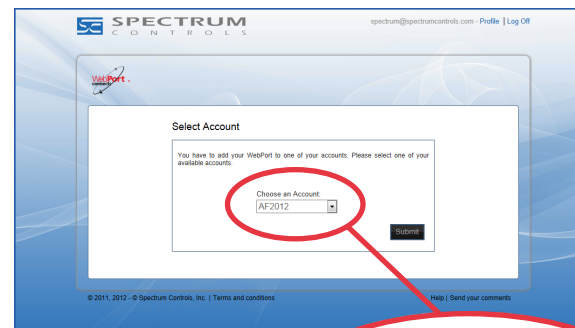 SPECTRUM
CONTROLS
spectrum@spectrumcontrols.com - Profile | Log Off
WebPort
connects
Select Account
You have to add your WebPort to one of your accounts. Please select one of your
available accounts.
Choose an Account:
AF2012
Submit
© 2011, 2012 - © Spectrum Controls, Inc. | Terms and conditions
Help | Send your comments